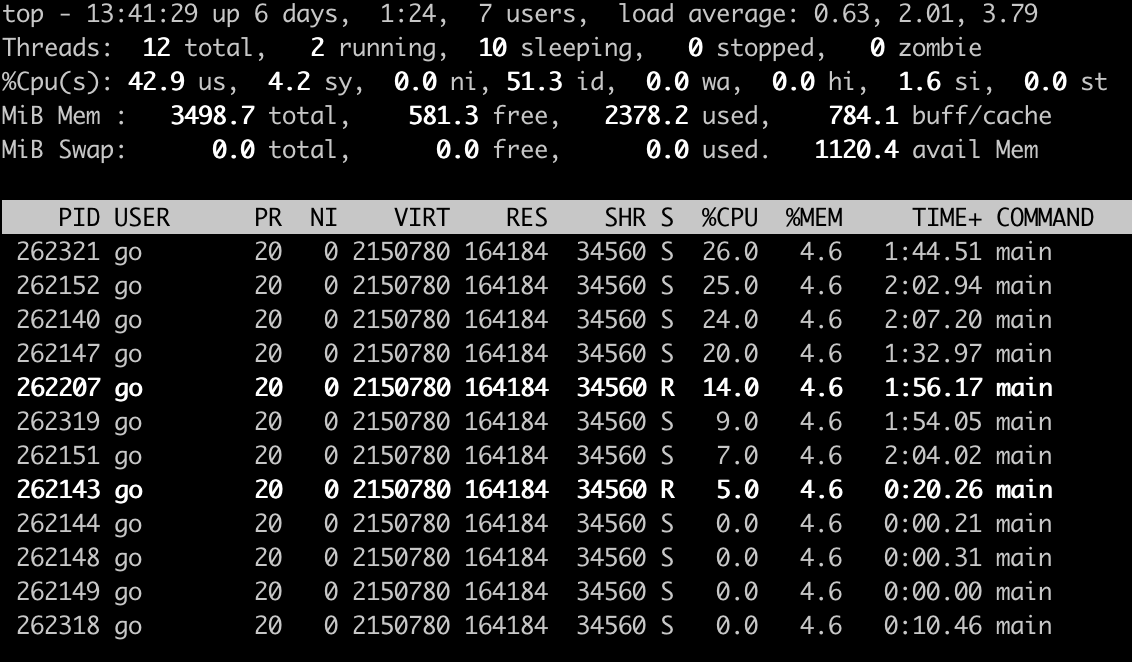 top - 13:41:29 up 6 days,  1:24,  7 users,  load average: 0.63, 2.01, 3.79
Threads:  12 total,   2 running,  10 sleeping,   0 stopped,   0 zombie
%Cpu(s): 42.9 us,  4.2 sy,  0.0 ni, 51.3 id,  0.0 wa,  0.0 hi,  1.6 si,  0.0 st
MiB Mem :   3498.7 total,    581.3 free,   2378.2 used,    784.1 buff/cache
MiB Swap:      0.0 total,      0.0 free,      0.0 used.   1120.4 avail Mem
    PID USER      PR  NI    VIRT    RES    SHR S  %CPU  %MEM     TIME+ COMMAND
 262321 go        20   0 2150780 164184  34560 S  26.0   4.6   1:44.51 main
 262152 go        20   0 2150780 164184  34560 S  25.0   4.6   2:02.94 main
 262140 go        20   0 2150780 164184  34560 S  24.0   4.6   2:07.20 main
 262147 go        20   0 2150780 164184  34560 S  20.0   4.6   1:32.97 main
 262207 go        20   0 2150780 164184  34560 R  14.0   4.6   1:56.17 main
 262319 go        20   0 2150780 164184  34560 S   9.0   4.6   1:54.05 main
 262151 go        20   0 2150780 164184  34560 S   7.0   4.6   2:04.02 main
 262143 go        20   0 2150780 164184  34560 R   5.0   4.6   0:20.26 main
 262144 go        20   0 2150780 164184  34560 S   0.0   4.6   0:00.21 main
 262148 go        20   0 2150780 164184  34560 S   0.0   4.6   0:00.31 main
 262149 go        20   0 2150780 164184  34560 S   0.0   4.6   0:00.00 main
 262318 go        20   0 2150780 164184  34560 S   0.0   4.6   0:10.46 main